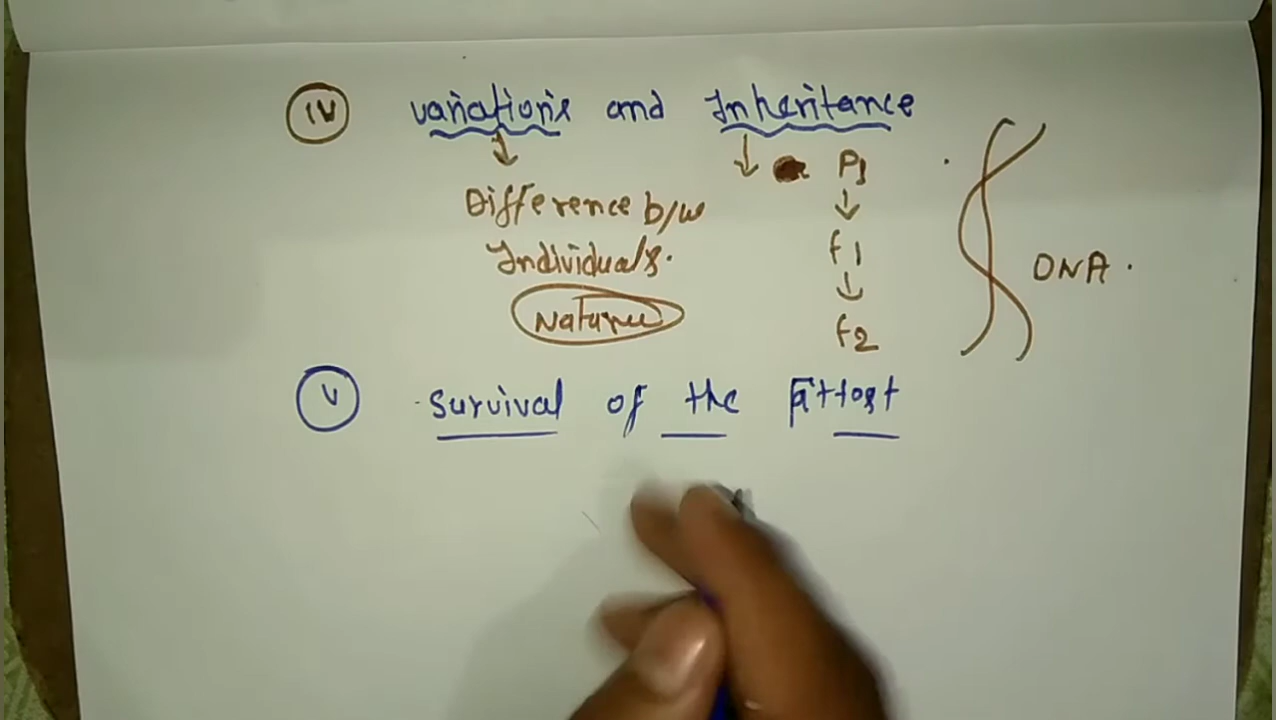 IV variations and Inheritance
Difference b/w
Individuals.
Nature
P1
f1
f2
DNA.
V survival of the fittest